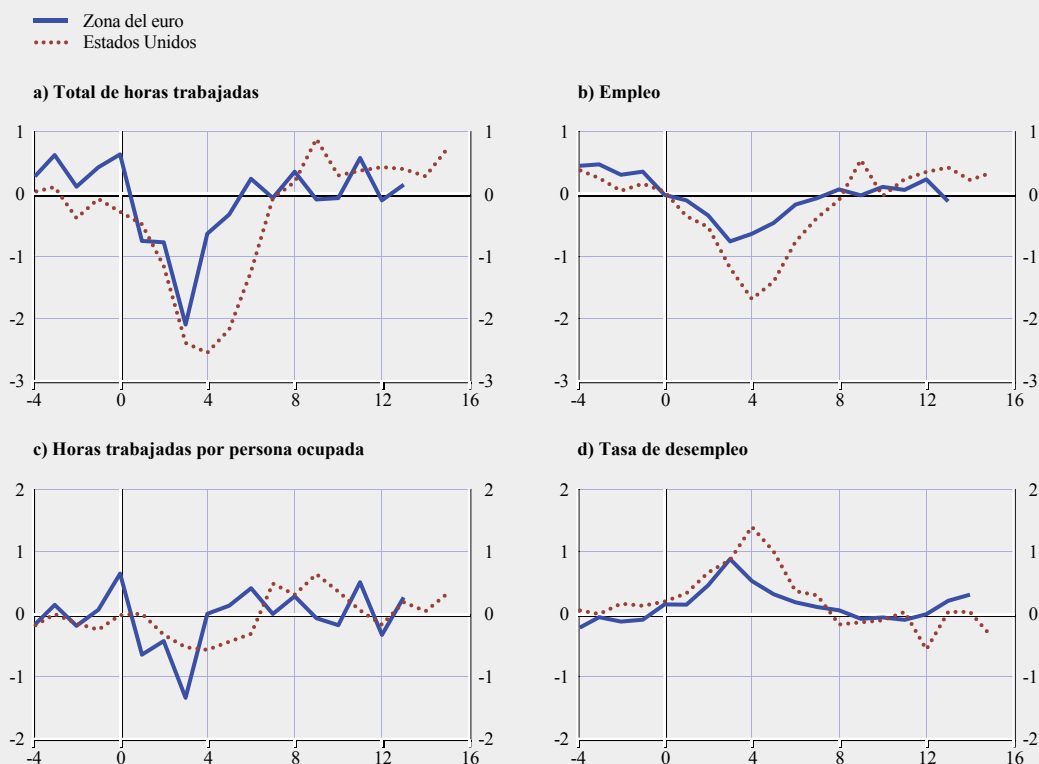 Zona del euro
Estados Unidos
a) Total de horas trabajadas
1 1
0 0
-1 -1
-2 -2
-3 -3
-4 0 4 8 12 16
b) Empleo
1 1
0 0
-1 -1
-2 -2
-3 -3
-4 0 4 8 12 16
c) Horas trabajadas por persona ocupada
2 2
1 1
0 0
-1 -1
-2 -2
-4 0 4 8 12 16
d) Tasa de desempleo
2 2
1 1
0 0
-1 -1
-2 -2
-4 0 4 8 12 16